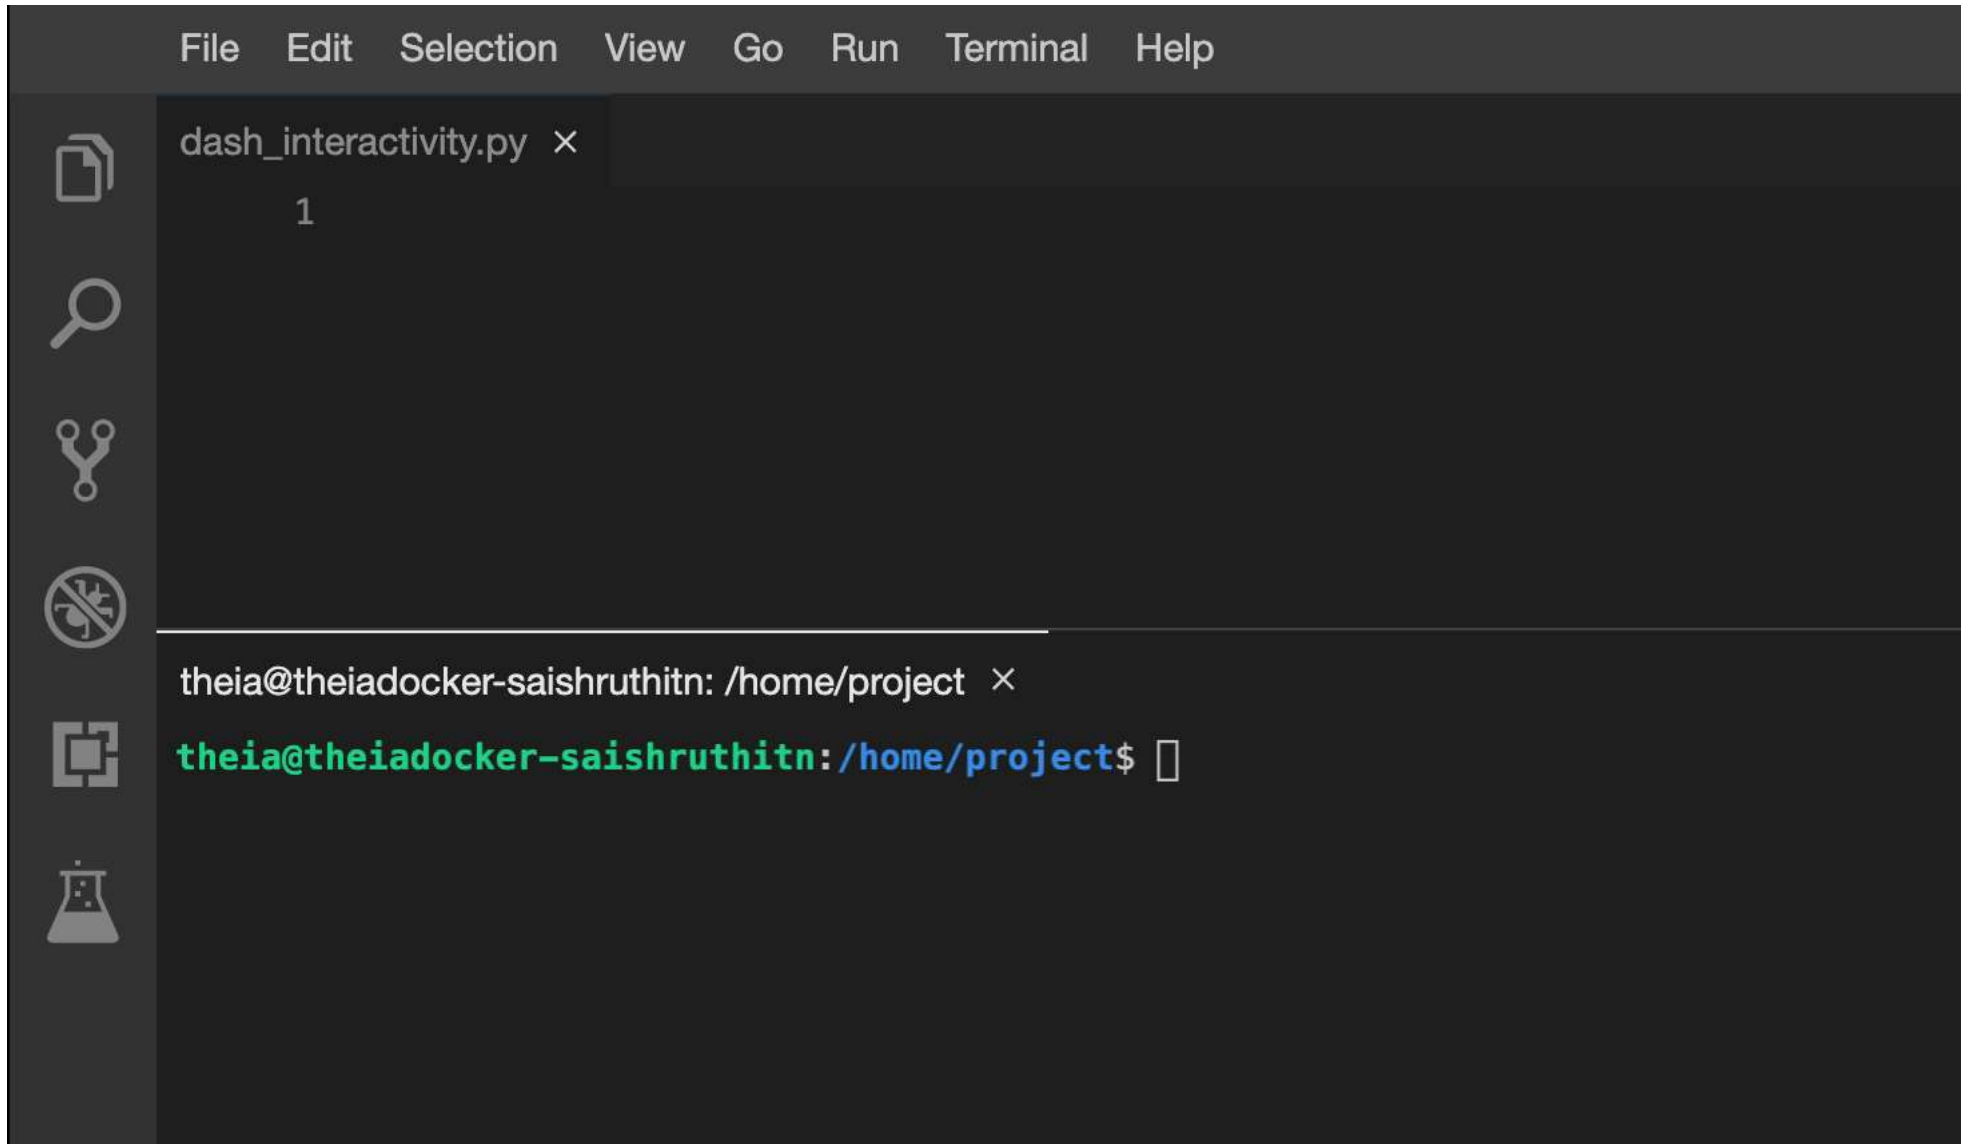 File Edit Selection View Go Run Terminal Help
dash_interactivity.py ×
1
theia@theiadocker-saishruthitn: /home/project ×
theia@theiadocker-saishruthitn:/home/project$